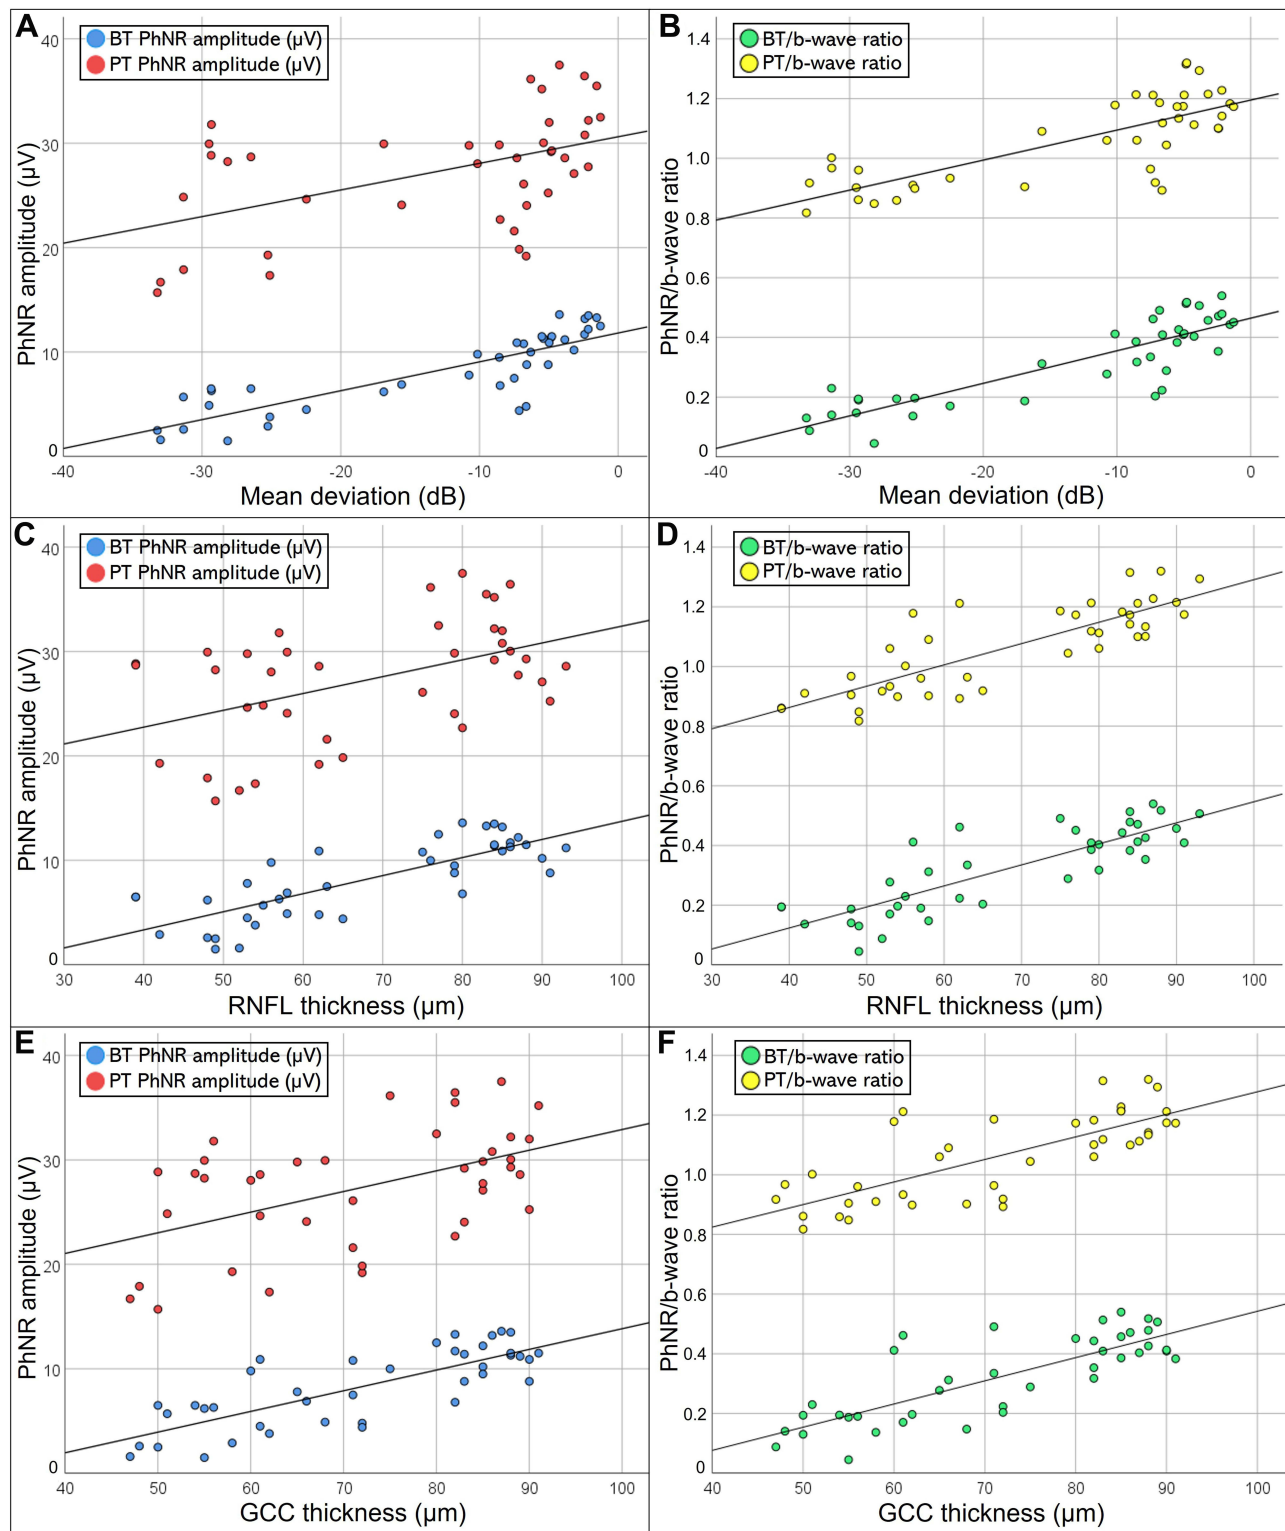 A
BT PhNR amplitude (µV)
PT PhNR amplitude (µV)
40
30
20
10
0
PhNR amplitude (µV)
-40 -30 -20 -10 0
Mean deviation (dB)
B
BT/b-wave ratio
PT/b-wave ratio
1.4
1.2
1.0
0.8
0.6
0.4
0.2
0
PhNR/b-wave ratio
-40 -30 -20 -10 0
Mean deviation (dB)
C
BT PhNR amplitude (µV)
PT PhNR amplitude (µV)
40
30
20
10
0
PhNR amplitude (µV)
30 40 50 60 70 80 90 100
RNFL thickness (µm)
D
BT/b-wave ratio
PT/b-wave ratio
1.4
1.2
1.0
0.8
0.6
0.4
0.2
0
PhNR/b-wave ratio
30 40 50 60 70 80 90 100
RNFL thickness (µm)
E
BT PhNR amplitude (µV)
PT PhNR amplitude (µV)
40
30
20
10
0
PhNR amplitude (µV)
40 50 60 70 80 90 100
GCC thickness (µm)
F
BT/b-wave ratio
PT/b-wave ratio
1.4
1.2
1.0
0.8
0.6
0.4
0.2
0
PhNR/b-wave ratio
40 50 60 70 80 90 100
GCC thickness (µm)